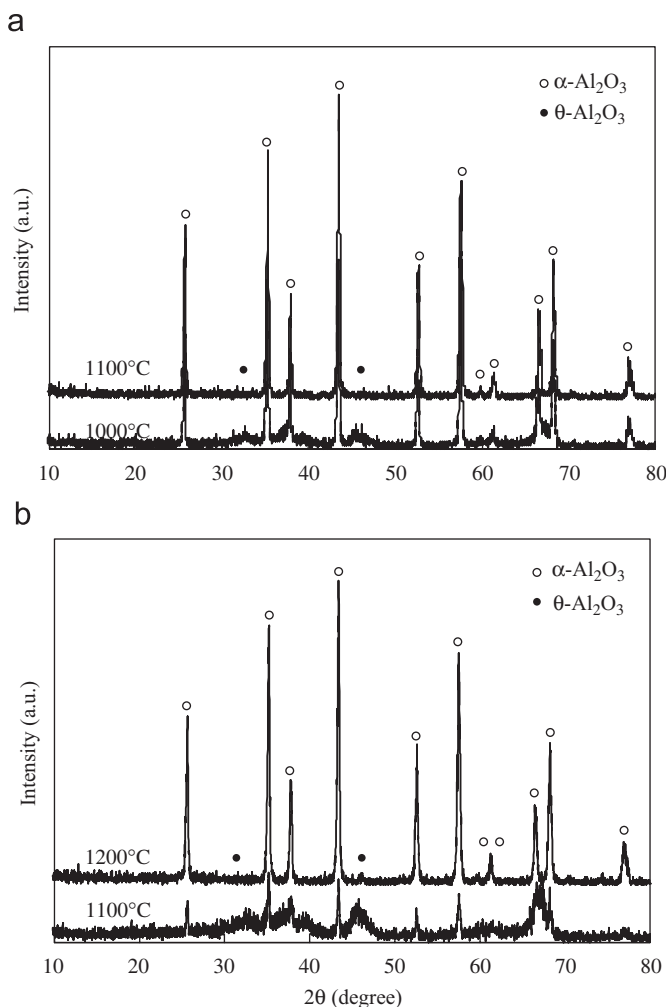 a
○ α-Al₂O₃
● θ-Al₂O₃
Intensity (a.u.)
1100°C
1000°C
10 20 30 40 50 60 70 80
b
○ α-Al₂O₃
● θ-Al₂O₃
Intensity (a.u.)
1200°C
1100°C
10 20 30 40 50 60 70 80
2θ (degree)